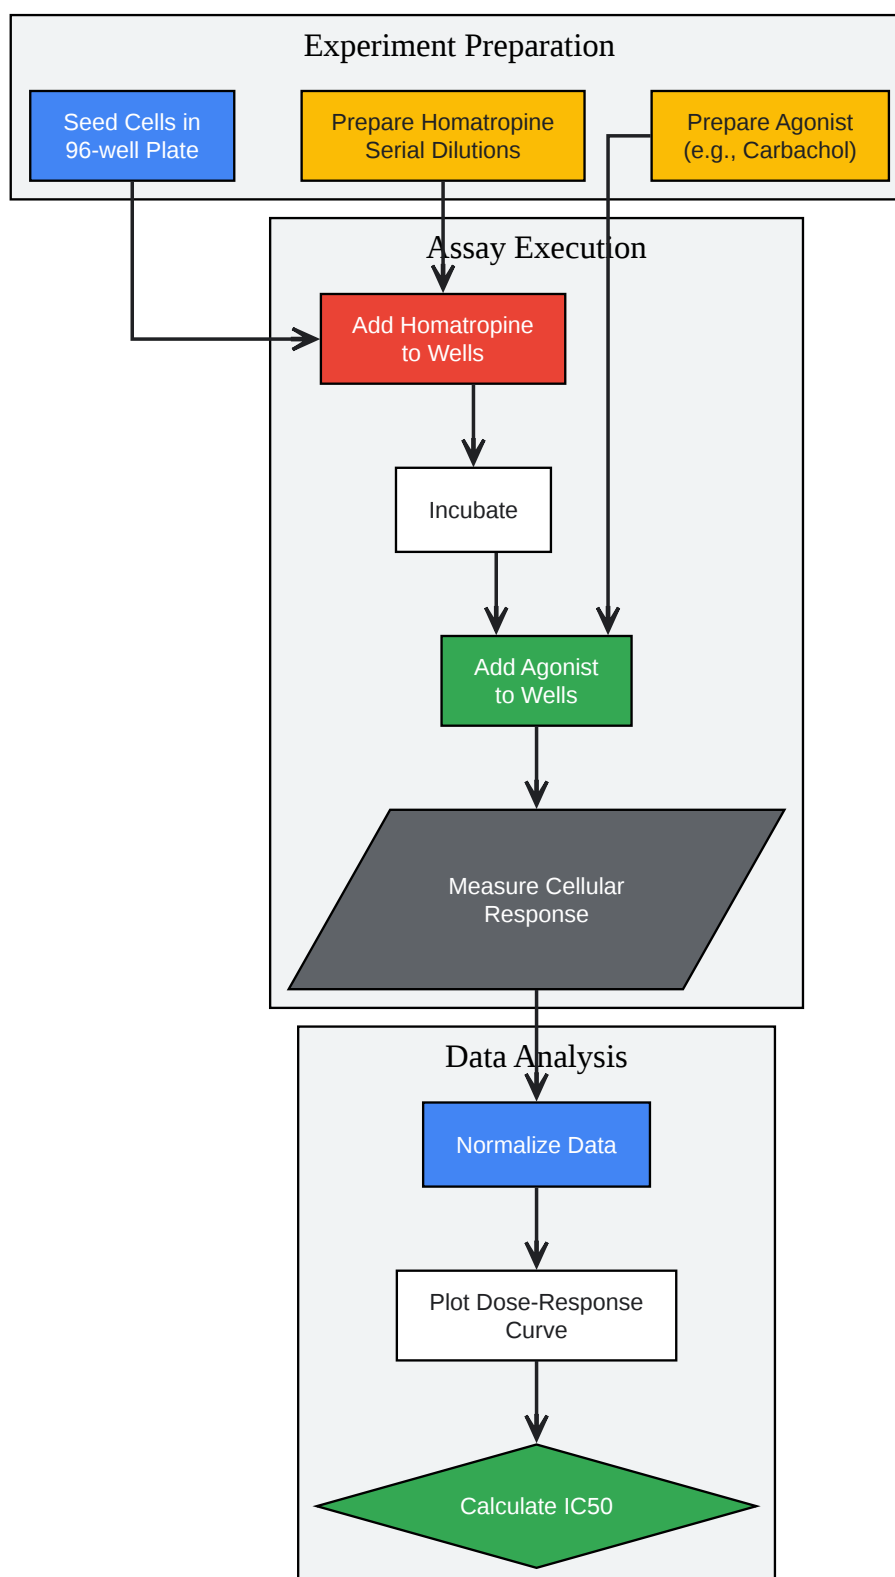 Experiment Preparation
Seed Cells in
96-well Plate
Prepare Homatropine
Serial Dilutions
Prepare Agonist
(e.g., Carbachol)
Assay Execution
Add Homatropine
to Wells
Incubate
Add Agonist
to Wells
Measure Cellular
Response
Data Analysis
Normalize Data
Plot Dose-Response
Curve
Calculate IC50